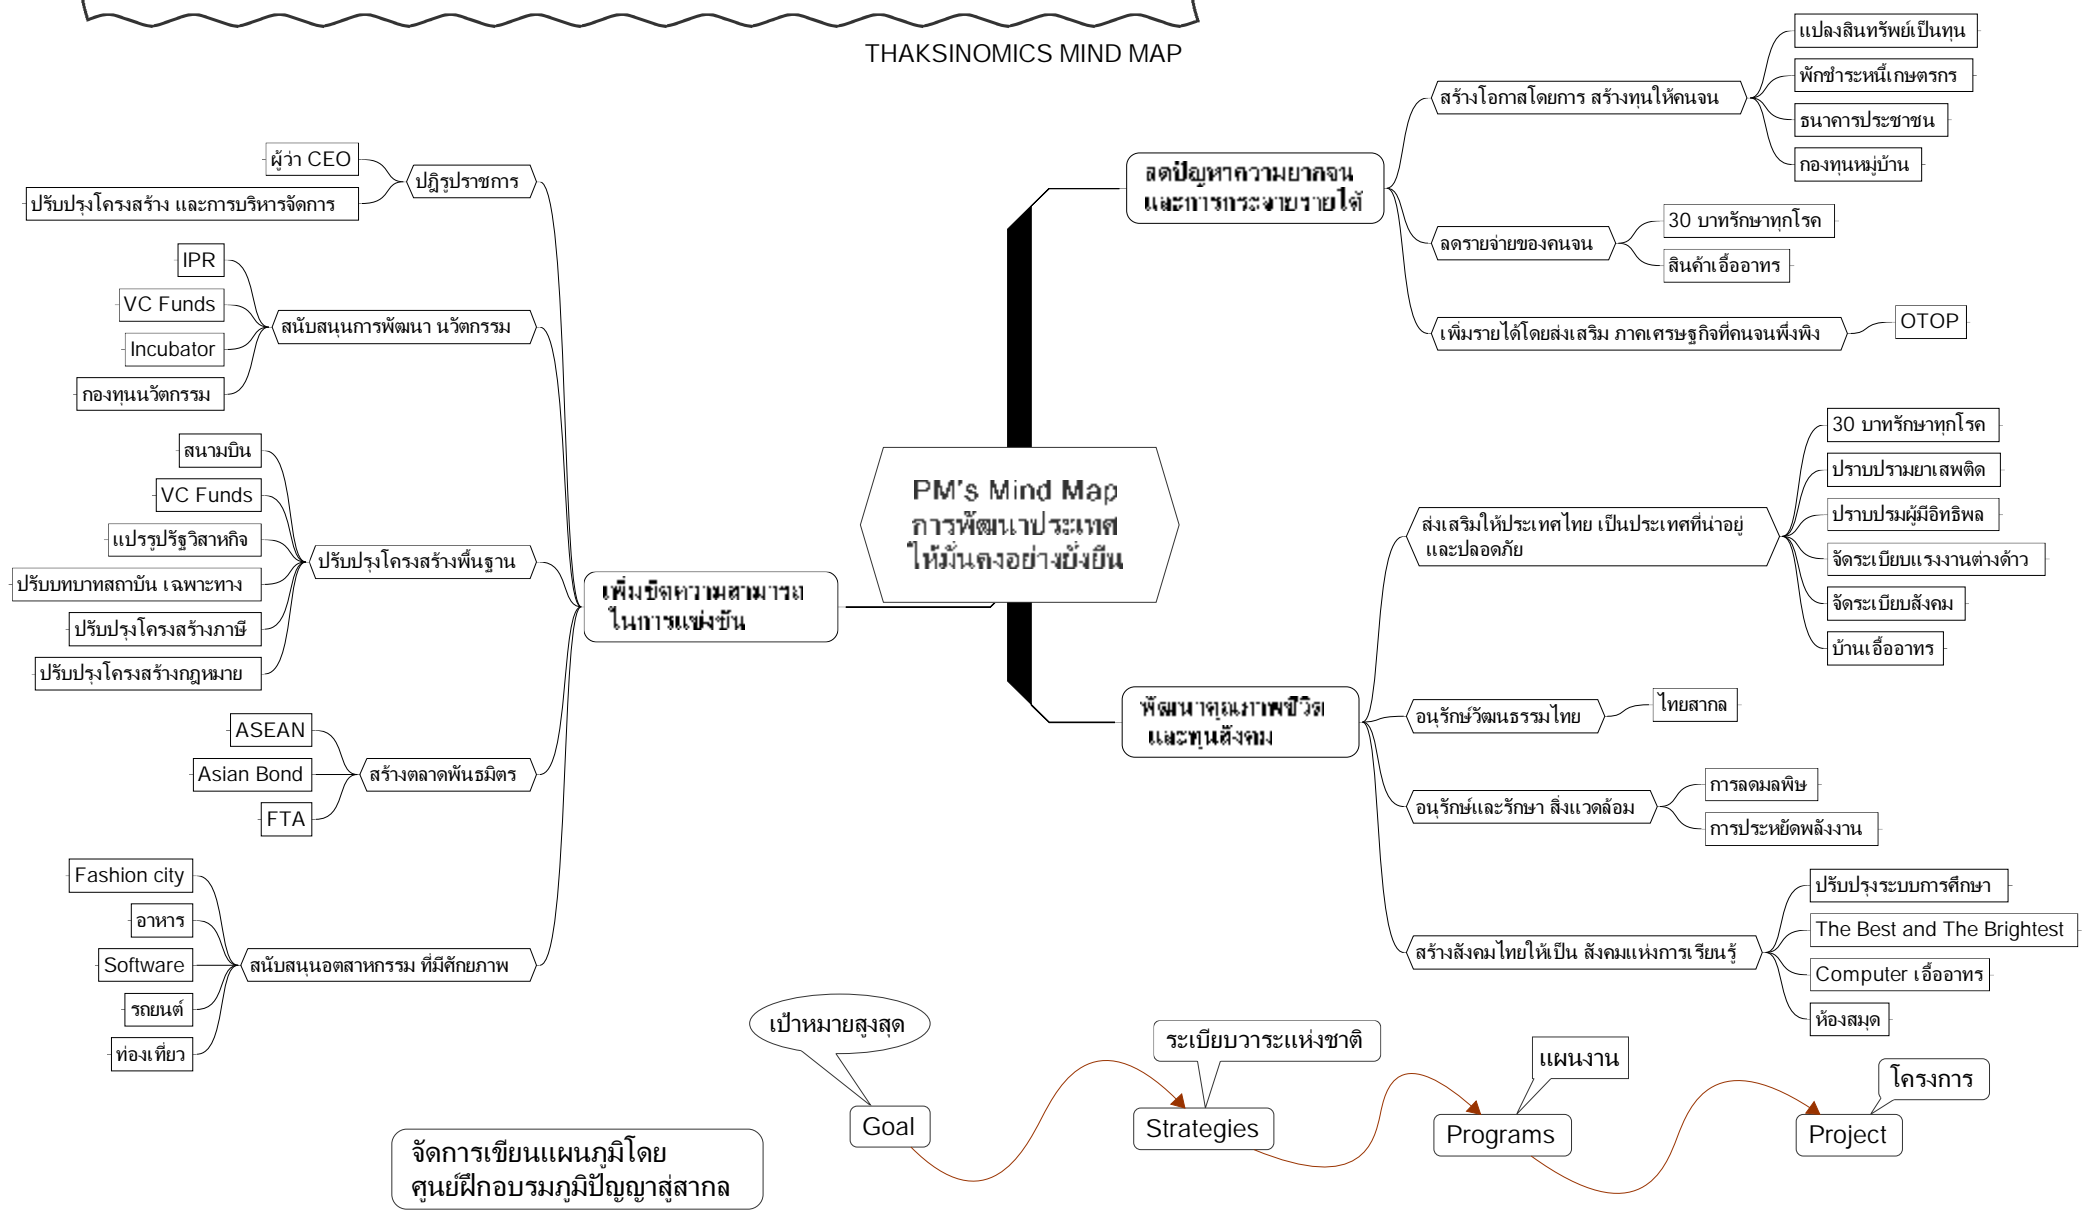 THAKSINOMICS MIND MAP
PM's Mind Map
การพัฒนาประเทศ
ให้มั่นคงอย่างยั่งยืน
ลดปัญหาความยากจน
และการกระจายรายได้
สร้างโอกาสโดยการ สร้างทุนให้คนจน
แปลงสินทรัพย์เป็นทุน
พักชำระหนี้เกษตรกร
ธนาคารประชาชน
กองทุนหมู่บ้าน
ลดรายจ่ายของคนจน
30 บาทรักษาทุกโรค
สินค้าเอื้ออาทร
เพิ่มรายได้โดยส่งเสริม ภาคเศรษฐกิจที่คนจนพึ่งพิง
OTOP
พัฒนาคุณภาพชีวิต
และทุนสังคม
ส่งเสริมให้ประเทศไทย เป็นประเทศที่น่าอยู่
และปลอดภัย
30 บาทรักษาทุกโรค
ปราบปรามยาเสพติด
ปราบปรมผู้มีอิทธิพล
จัดระเบียบแรงงานต่างด้าว
จัดระเบียบสังคม
บ้านเอื้ออาทร
อนุรักษ์วัฒนธรรมไทย
ไทยสากล
อนุรักษ์และรักษา สิ่งแวดล้อม
การลดมลพิษ
การประหยัดพลังงาน
สร้างสังคมไทยให้เป็น สังคมแห่งการเรียนรู้
ปรับปรุงระบบการศึกษา
The Best and The Brightest
Computer เอื้ออาทร
ห้องสมุด
เพิ่มขีดความสามารถ
ในการแข่งขัน
ปฎิรูปราชการ
ผู้ว่า CEO
ปรับปรุงโครงสร้าง และการบริหารจัดการ
สนับสนุนการพัฒนา นวัตกรรม
IPR
VC Funds
Incubator
กองทุนนวัตกรรม
ปรับปรุงโครงสร้างพื้นฐาน
สนามบิน
VC Funds
แปรรูปรัฐวิสาหกิจ
ปรับบทบาทสถาบัน เฉพาะทาง
ปรับปรุงโครงสร้างภาษี
ปรับปรุงโครงสร้างกฎหมาย
สร้างตลาดพันธมิตร
ASEAN
Asian Bond
FTA
สนับสนุนอตสาหกรรม ที่มีศักยภาพ
Fashion city
อาหาร
Software
รถยนต์
ท่องเที่ยว
เป้าหมายสูงสุด
Goal
ระเบียบวาระแห่งชาติ
Strategies
แผนงาน
Programs
โครงการ
Project
จัดการเขียนแผนภูมิโดย
ศูนย์ฝึกอบรมภูมิปัญญาสู่สากล